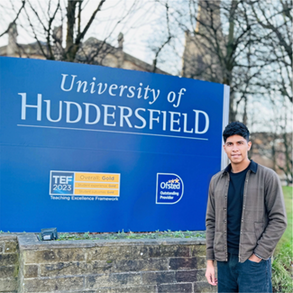 University of
HUDDERSFIELD
TEF
2023
Overall: Gold
Teaching Excellence Framework
Ofsted
Outstanding
Provider